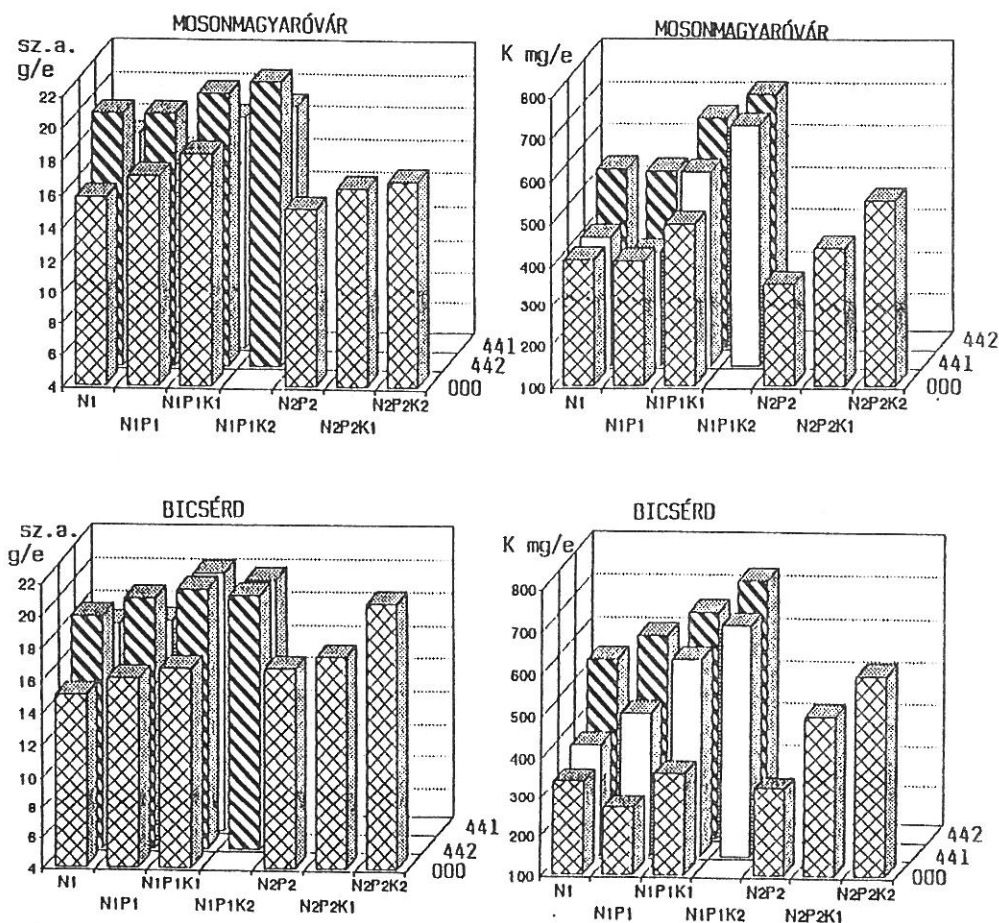 MOSONMAGYARÓVÁR
sz.a.
g/e
22
20
18
16
14
12
10
8
6
4
N1
N1P1
N1P1K1
N1P1K2
N2P2
N2P2K1
N2P2K2
441
442
000
MOSONMAGYARÓVÁR
K mg/e
800
700
600
500
400
300
200
100
N1
N1P1
N1P1K1
N1P1K2
N2P2
N2P2K1
N2P2K2
442
441
000
BICSÉRD
sz.a.
g/e
22
20
18
16
14
12
10
8
6
4
N1
N1P1
N1P1K1
N1P1K2
N2P2
N2P2K1
N2P2K2
441
442
000
BICSÉRD
K mg/e
800
700
600
500
400
300
200
100
N1
N1P1
N1P1K1
N1P1K2
N2P2
N2P2K1
N2P2K2
442
441
000